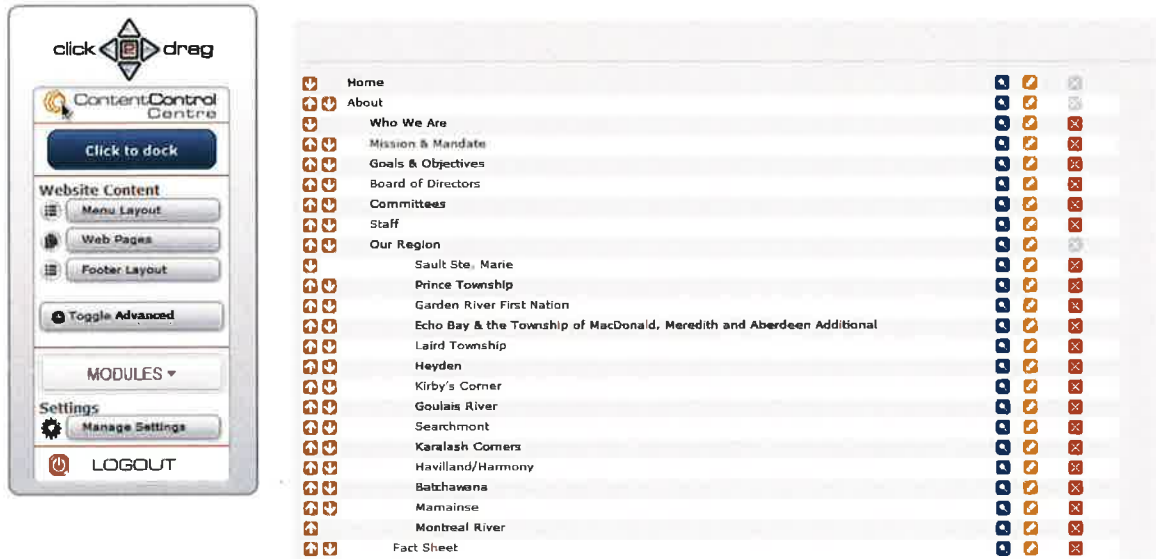 click 2 drag
ContentControl
Centre
Click to dock
Website Content
Menu Layout
Web Pages
Footer Layout
Toggle Advanced
MODULES
Settings
Manage Settings
LOGOUT
Home
About
Who We Are
Mission & Mandate
Goals & Objectives
Board of Directors
Committees
Staff
Our Region
Sault Ste. Marie
Prince Township
Garden River First Nation
Echo Bay & the Township of MacDonald, Meredith and Aberdeen Additional
Laird Township
Heyden
Kirby's Corner
Goulais River
Searchmont
Karalash Corners
Havilland/Harmony
Batchawana
Mamainse
Montreal River
Fact Sheet